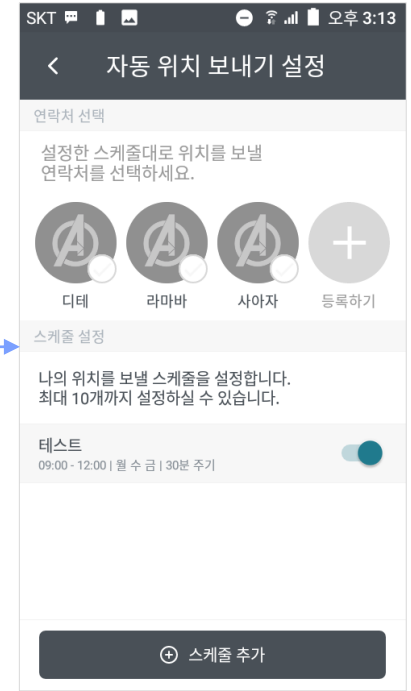 SKT 오후 3:13
자동 위치 보내기 설정
연락처 선택
설정한 스케줄대로 위치를 보낼
연락처를 선택하세요.
디테 라마바 사아자 등록하기
스케줄 설정
나의 위치를 보낼 스케줄을 설정합니다.
최대 10개까지 설정하실 수 있습니다.
테스트
09:00 - 12:00 | 월 수 금 | 30분 주기
스케줄 추가